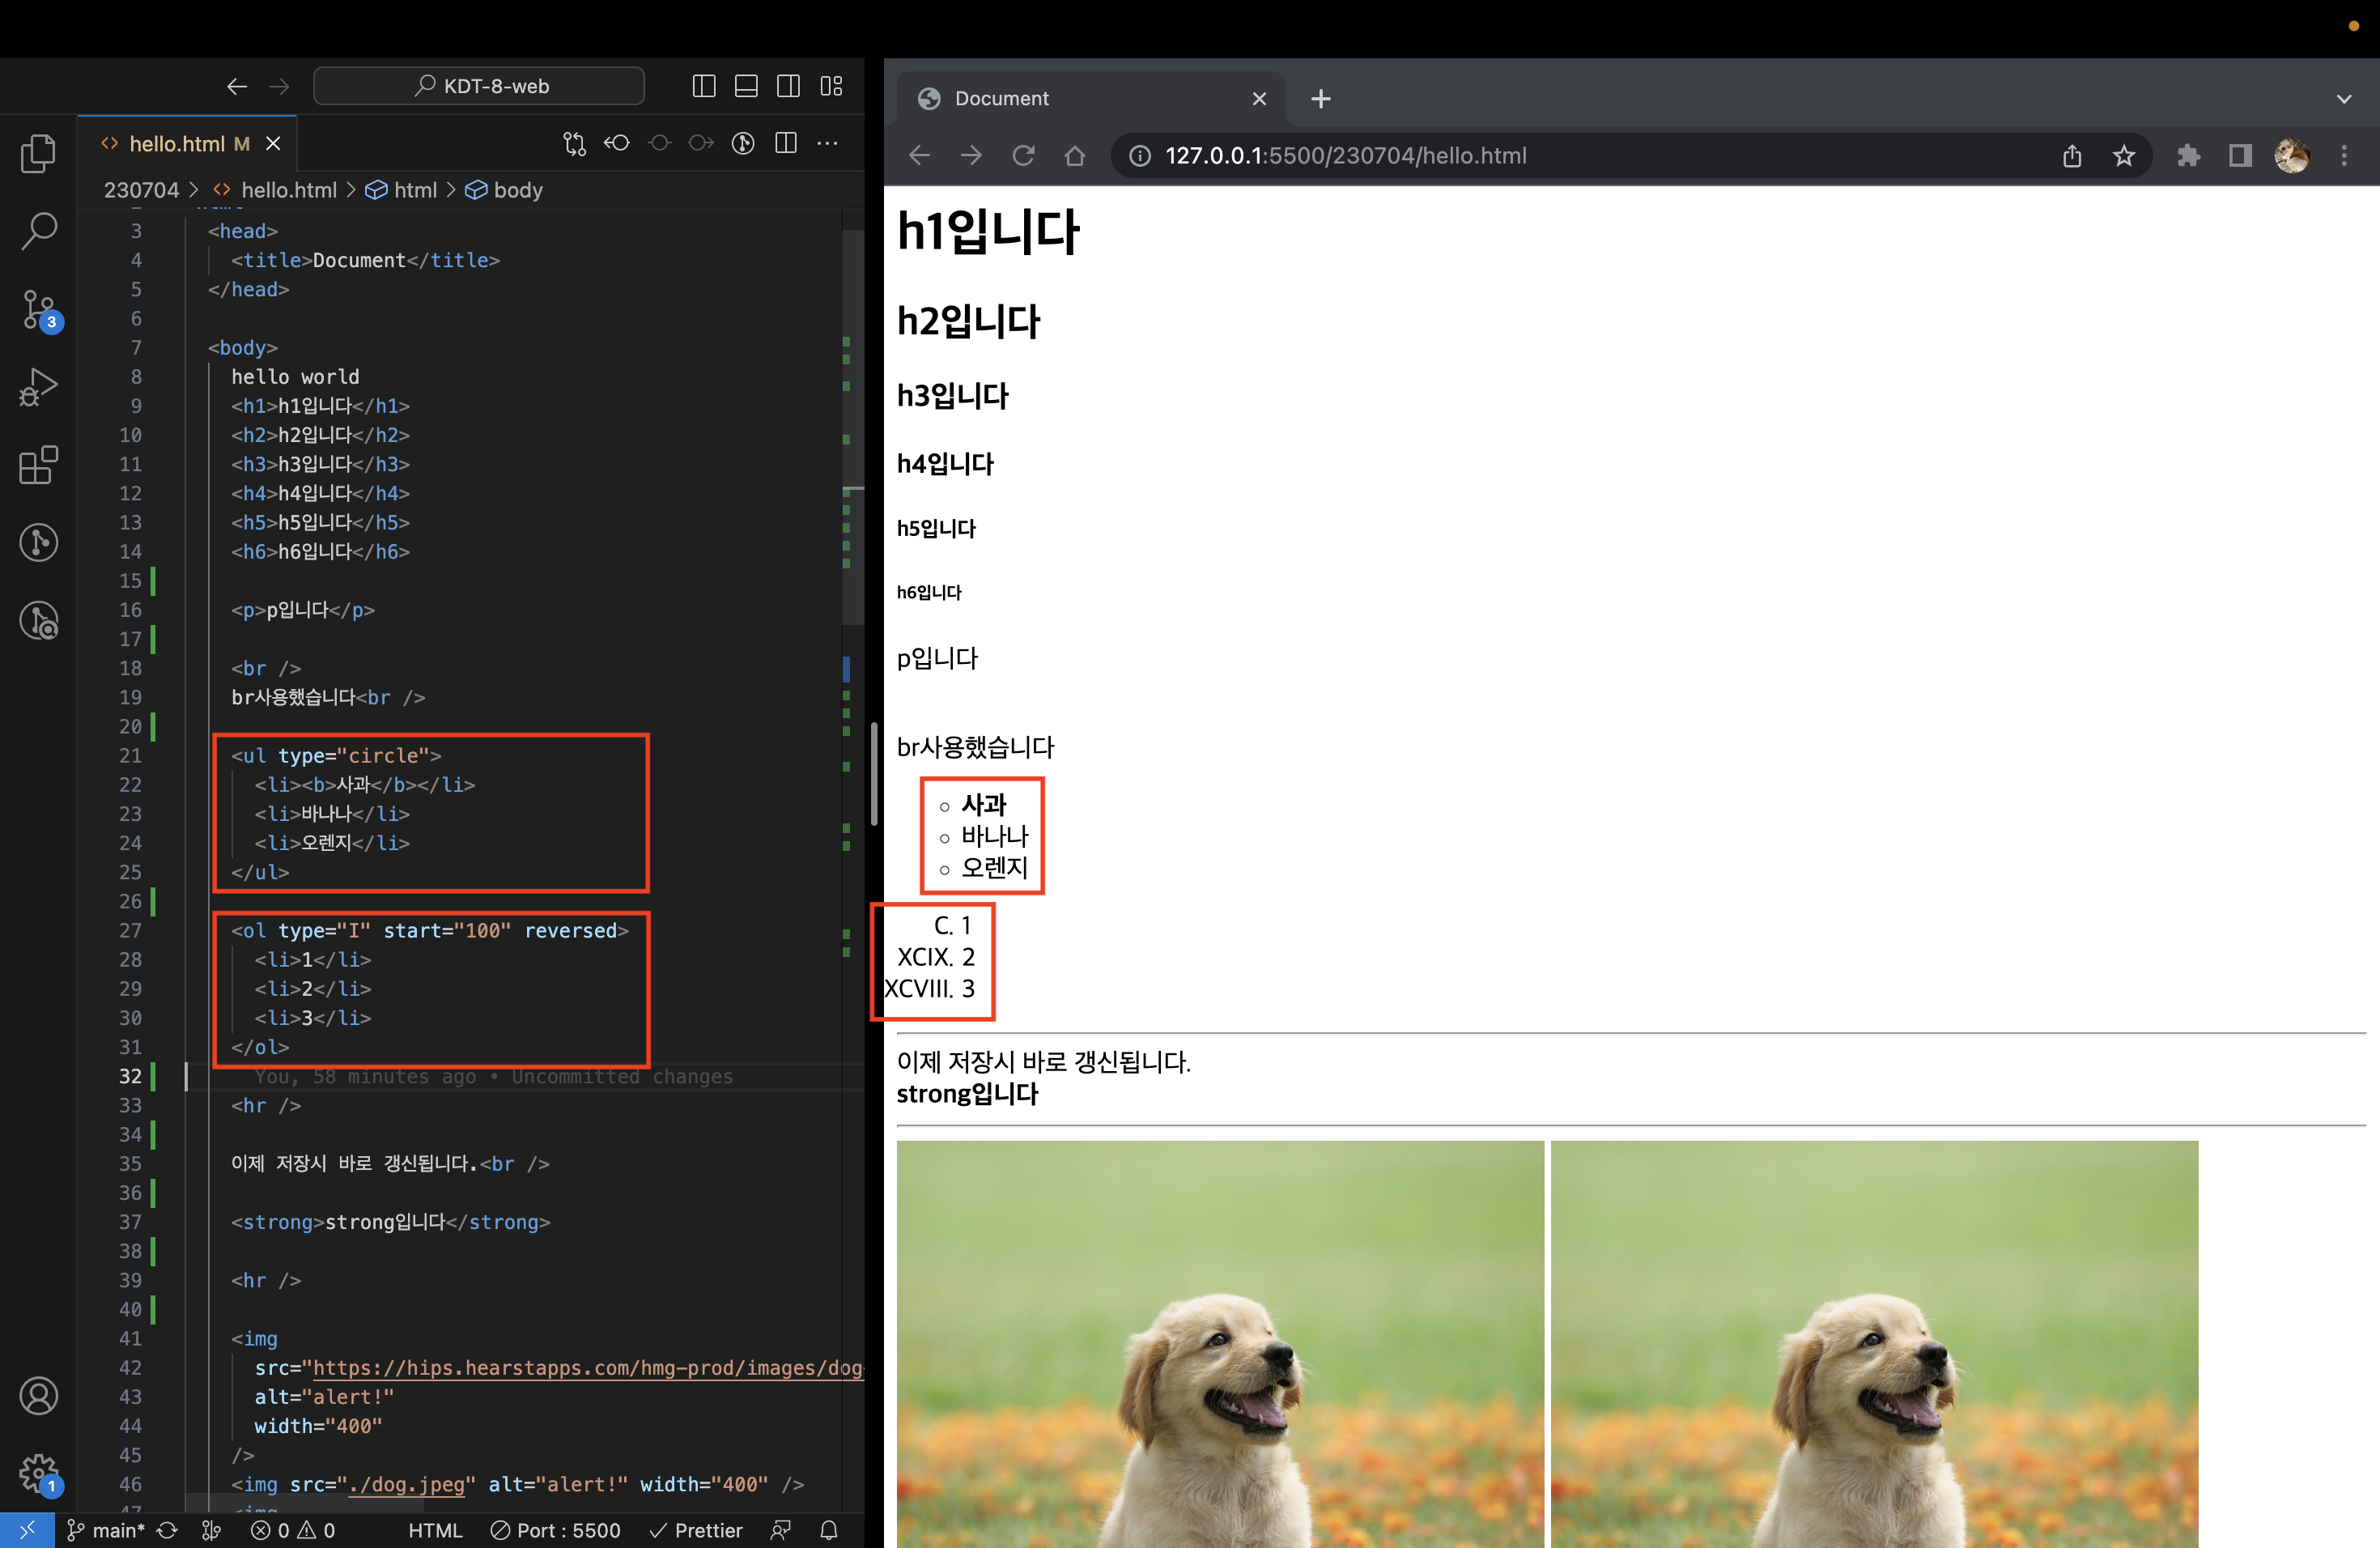 KDT-8-web
hello.html M
230704 > hello.html > html > body
3 <head>
4 <title>Document</title>
5 </head>
6
7 <body>
8 hello world
9 <h1>h1입니다</h1>
10 <h2>h2입니다</h2>
11 <h3>h3입니다</h3>
12 <h4>h4입니다</h4>
13 <h5>h5입니다</h5>
14 <h6>h6입니다</h6>
15
16 <p>p입니다</p>
17
18 <br />
19 br사용했습니다<br />
20
21 <ul type="circle">
22 <li><b>사과</b></li>
23 <li>바나나</li>
24 <li>오렌지</li>
25 </ul>
26
27 <ol type="I" start="100" reversed>
28 <li>1</li>
29 <li>2</li>
30 <li>3</li>
31 </ol>
32 You, 58 minutes ago • Uncommitted changes
33 <hr />
34
35 이제 저장시 바로 갱신됩니다.<br />
36
37 <strong>strong입니다</strong>
38
39 <hr />
40
41 <img
42 src="https://hips.hearstapps.com/hmg-prod/images/dog-
43 alt="alert!"
44 width="400"
45 />
46 <img src="./dog.jpeg" alt="alert!" width="400" />
3
1
main* 0 0 HTML Port : 5500 Prettier
Document
127.0.0.1:5500/230704/hello.html
h1입니다
h2입니다
h3입니다
h4입니다
h5입니다
h6입니다
p입니다
br사용했습니다
사과
바나나
오렌지
C. 1
XCIX. 2
XCVIII. 3
이제 저장시 바로 갱신됩니다.
strong입니다